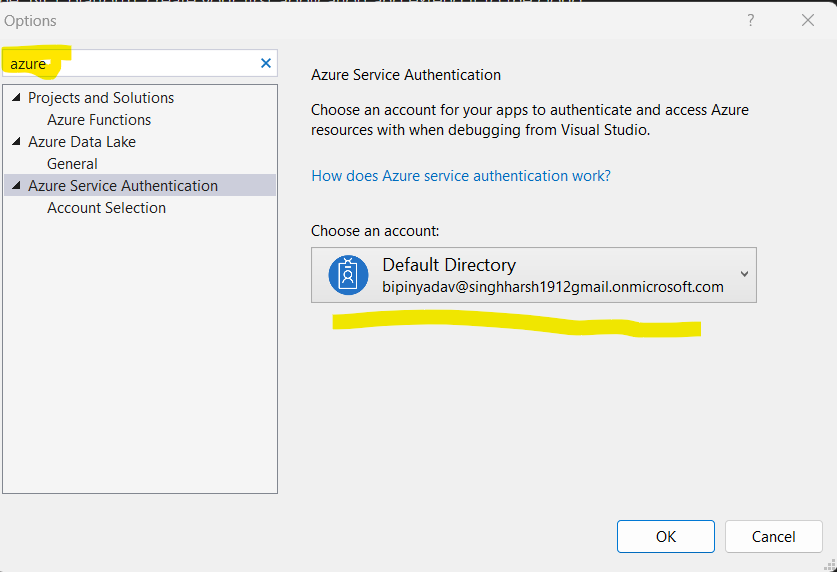 Options
?
azure
Projects and Solutions
Azure Functions
Azure Data Lake
General
Azure Service Authentication
Account Selection
Azure Service Authentication
Choose an account for your apps to authenticate and access Azure
resources with when debugging from Visual Studio.
How does Azure service authentication work?
Choose an account:
Default Directory
bipinyadav@singhharsh1912gmail.onmicrosoft.com
OK
Cancel